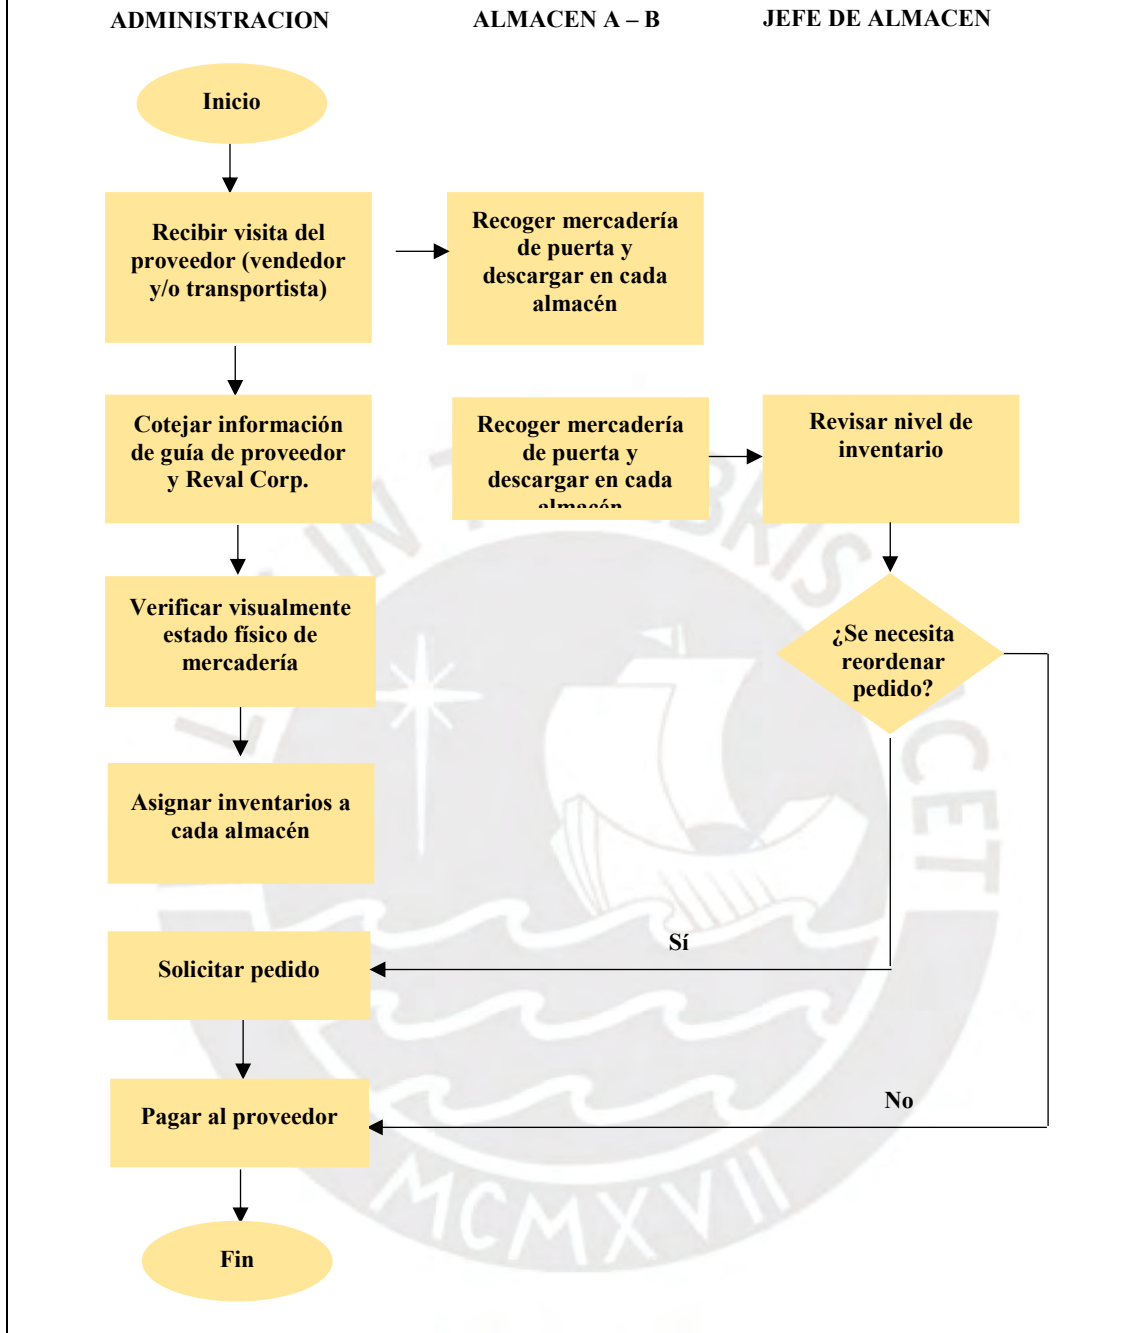 ADMINISTRACION
ALMACEN A – B
JEFE DE ALMACEN
Inicio
Recibir visita del
proveedor (vendedor
y/o transportista)
Recoger mercadería
de puerta y
descargar en cada
almacén
Cotejar información
de guía de proveedor
y Reval Corp.
Recoger mercadería
de puerta y
descargar en cada
almacén
Revisar nivel de
inventario
Verificar visualmente
estado físico de
mercadería
¿Se necesita
reordenar
pedido?
Asignar inventarios a
cada almacén
Sí
Solicitar pedido
No
Pagar al proveedor
Fin
MCMXVII